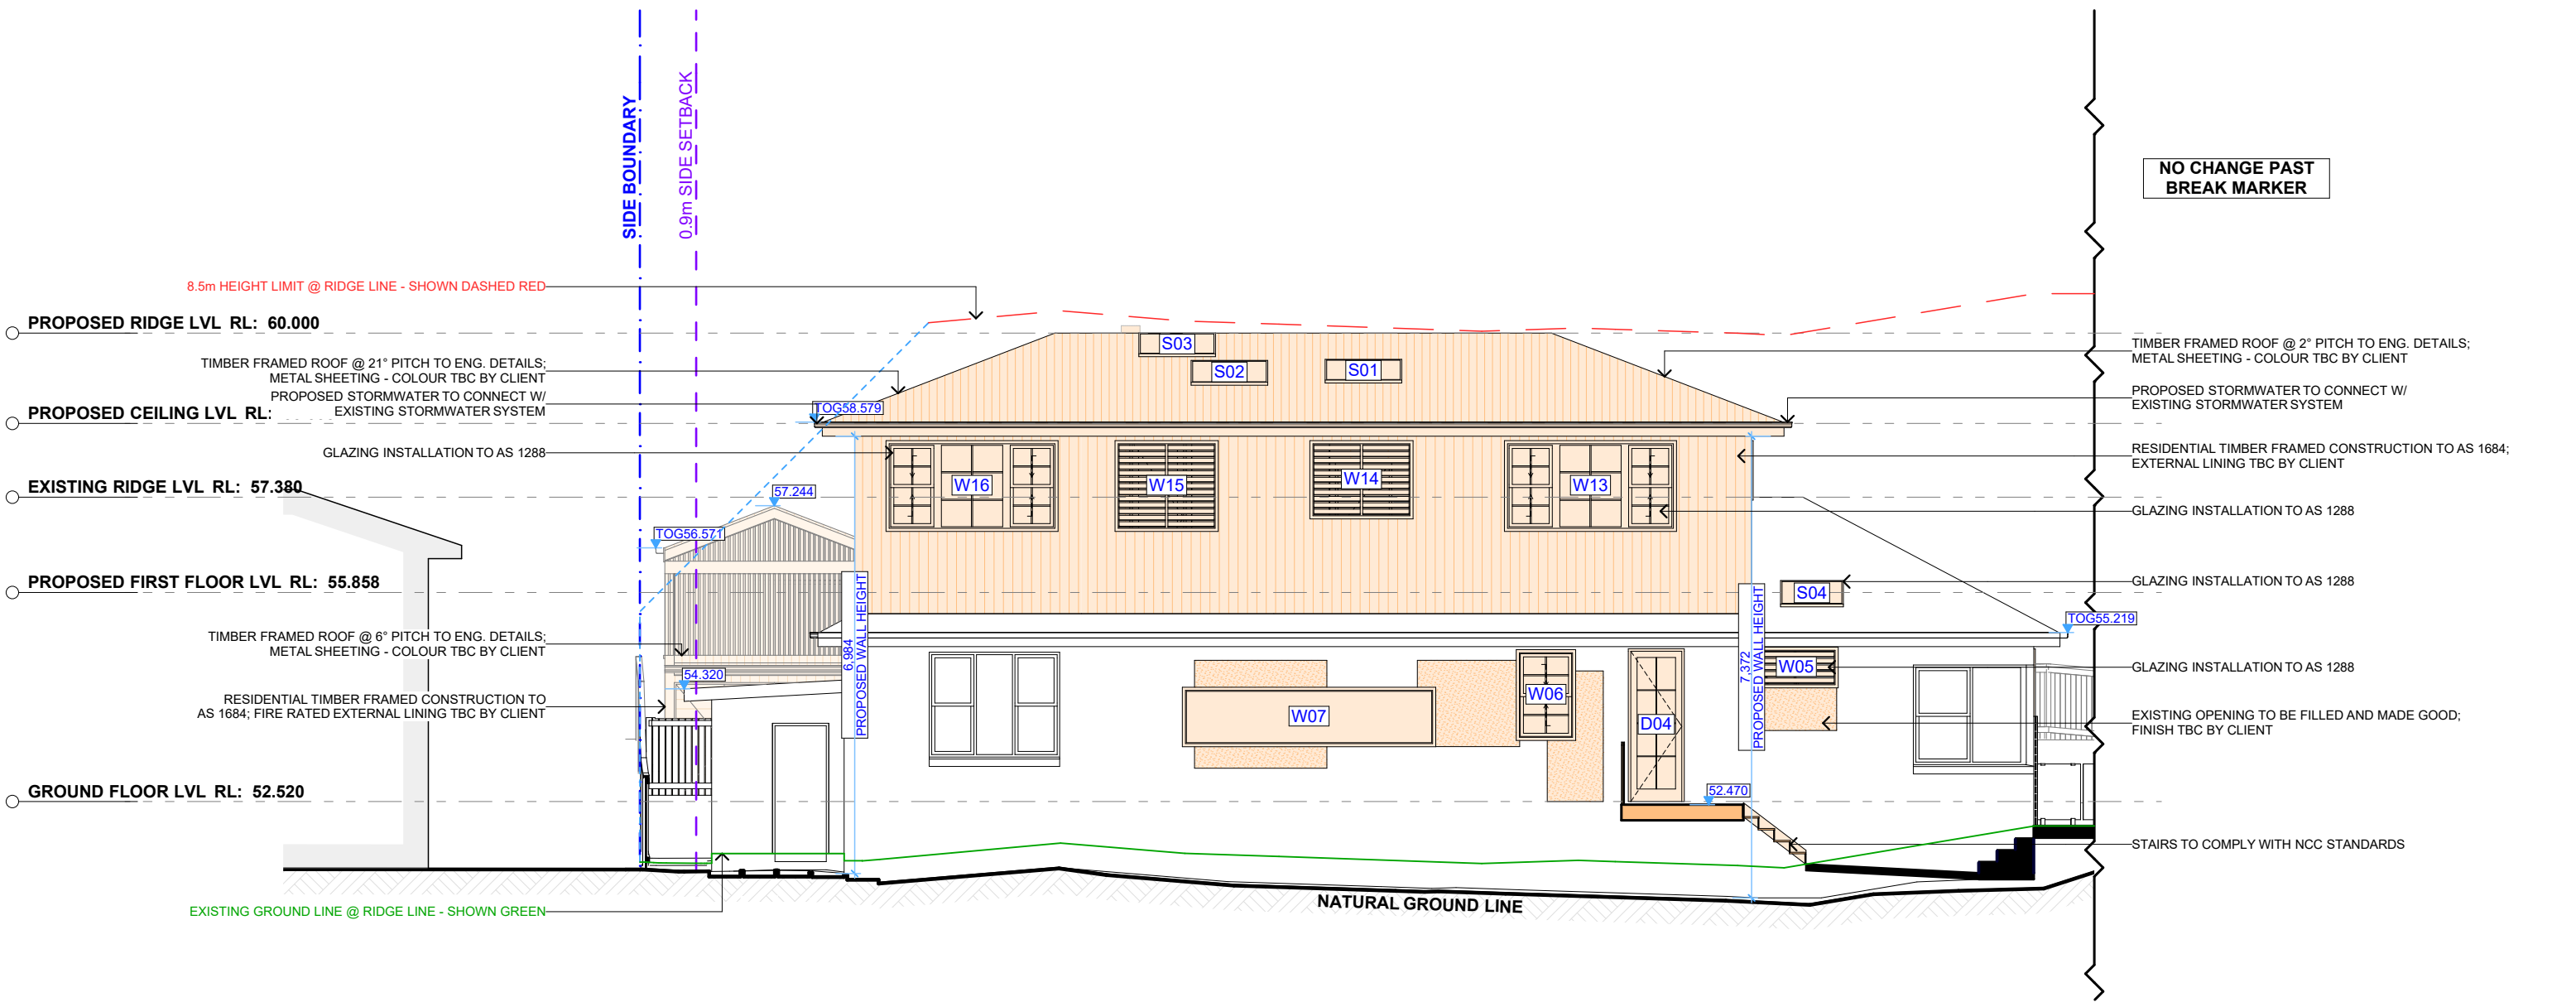 SIDE BOUNDARY
0.9m SIDE SETBACK
NO CHANGE PAST
BREAK MARKER
8.5m HEIGHT LIMIT @ RIDGE LINE - SHOWN DASHED RED
PROPOSED RIDGE LVL RL: 60.000
TIMBER FRAMED ROOF @ 21° PITCH TO ENG. DETAILS;
METAL SHEETING - COLOUR TBC BY CLIENT
PROPOSED STORMWATER TO CONNECT W/
EXISTING STORMWATER SYSTEM
PROPOSED CEILING LVL RL:
GLAZING INSTALLATION TO AS 1288
EXISTING RIDGE LVL RL: 57.380
PROPOSED FIRST FLOOR LVL RL: 55.858
TIMBER FRAMED ROOF @ 6° PITCH TO ENG. DETAILS;
METAL SHEETING - COLOUR TBC BY CLIENT
RESIDENTIAL TIMBER FRAMED CONSTRUCTION TO
AS 1684; FIRE RATED EXTERNAL LINING TBC BY CLIENT
GROUND FLOOR LVL RL: 52.520
EXISTING GROUND LINE @ RIDGE LINE - SHOWN GREEN
S03
S02
S01
TOG58.579
W16
W15
W14
W13
57.244
TOG56.571
S04
TOG55.219
6,984
PROPOSED WALL HEIGHT
7,372
PROPOSED WALL HEIGHT
54.320
W05
W06
W07
D04
52.470
NATURAL GROUND LINE
TIMBER FRAMED ROOF @ 2° PITCH TO ENG. DETAILS;
METAL SHEETING - COLOUR TBC BY CLIENT
PROPOSED STORMWATER TO CONNECT W/
EXISTING STORMWATER SYSTEM
RESIDENTIAL TIMBER FRAMED CONSTRUCTION TO AS 1684;
EXTERNAL LINING TBC BY CLIENT
GLAZING INSTALLATION TO AS 1288
GLAZING INSTALLATION TO AS 1288
GLAZING INSTALLATION TO AS 1288
EXISTING OPENING TO BE FILLED AND MADE GOOD;
FINISH TBC BY CLIENT
STAIRS TO COMPLY WITH NCC STANDARDS